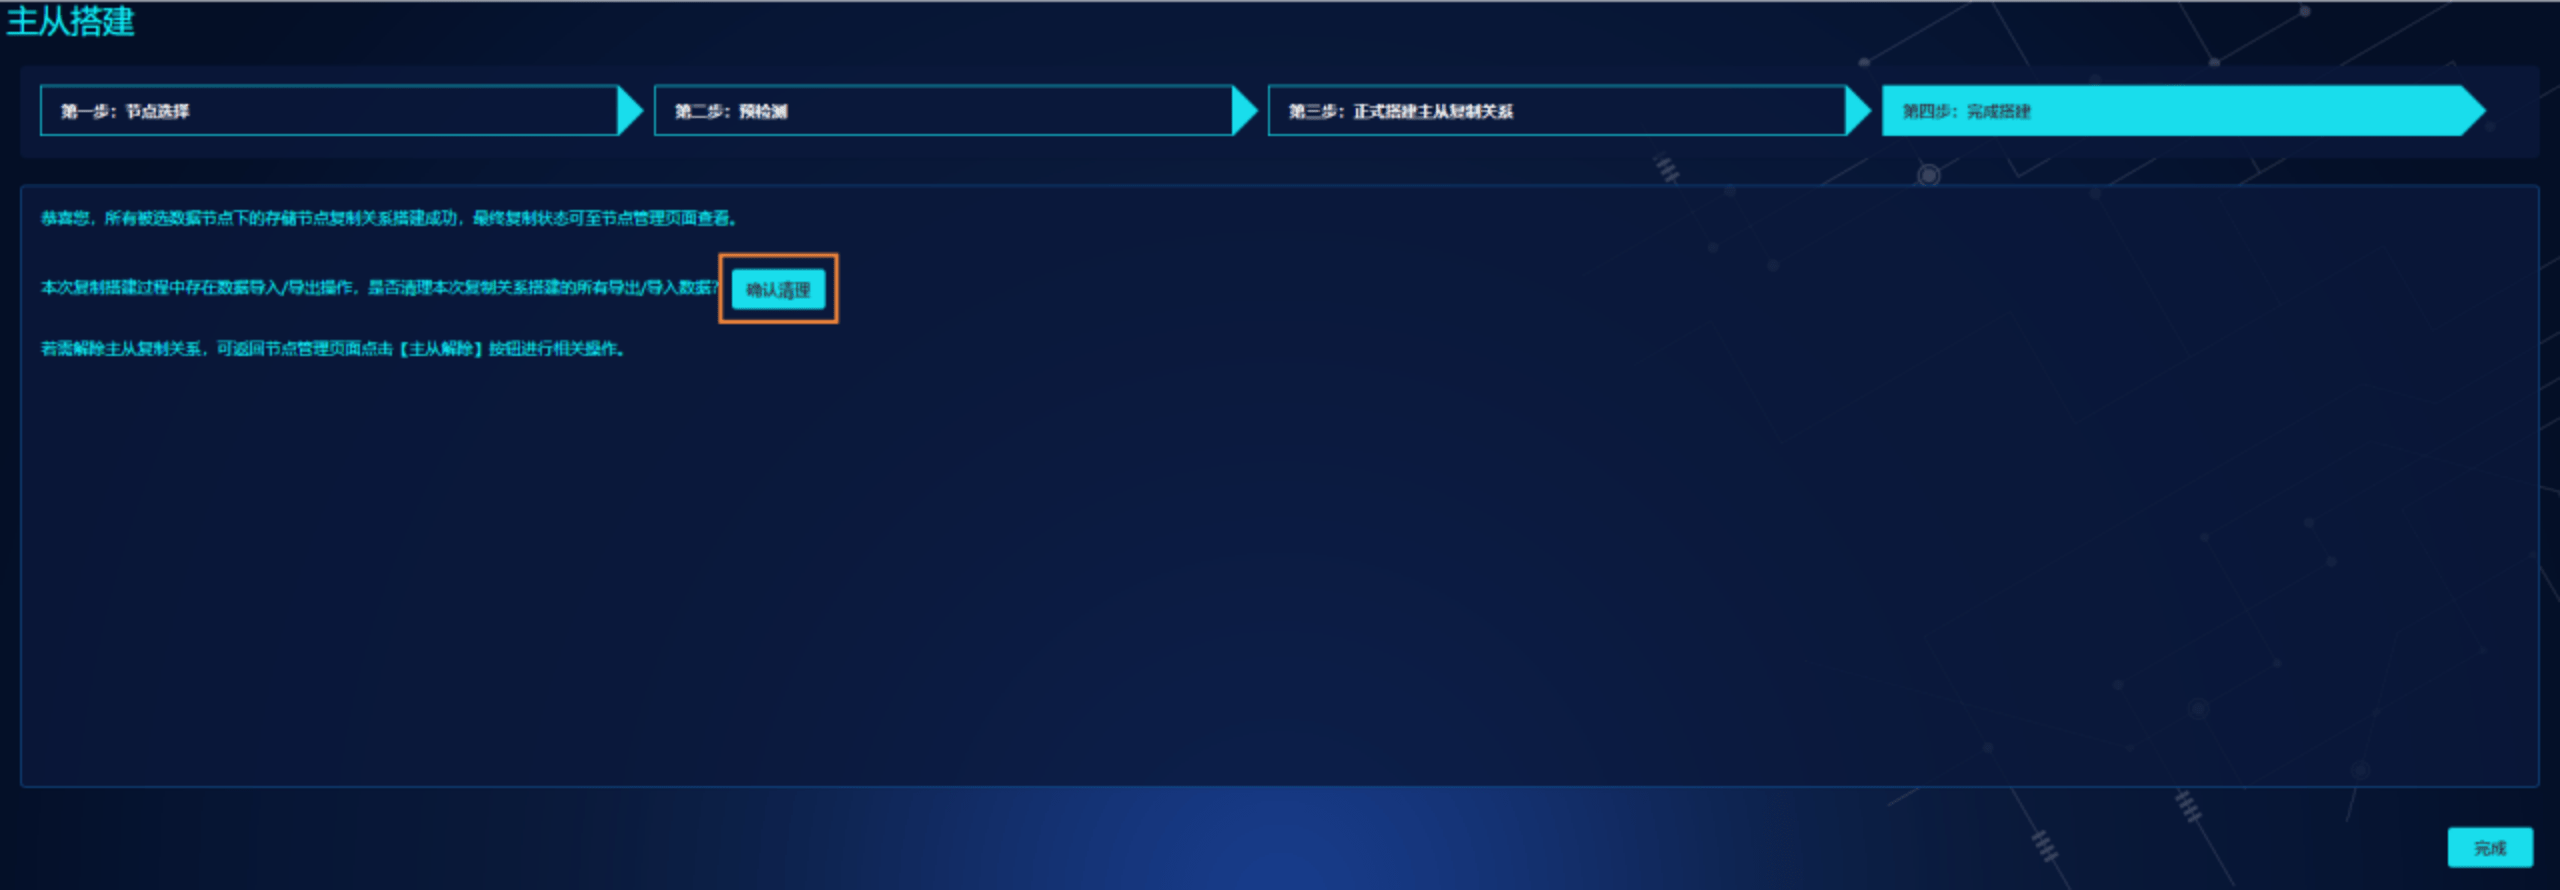 主从搭建
第一步：节点选择
第二步：预检测
第三步：正式搭建主从复制关系
第四步：完成搭建
恭喜您，所有被选数据节点下的存储节点复制关系搭建成功，最终复制状态可至节点管理页面查看。
本次复制搭建过程中存在数据导入/导出操作，是否清理本次复制关系搭建的所有导出/导入数据? 确认清理
若需解除主从复制关系，可返回节点管理页面点击【主从解除】按钮进行相关操作。
完成